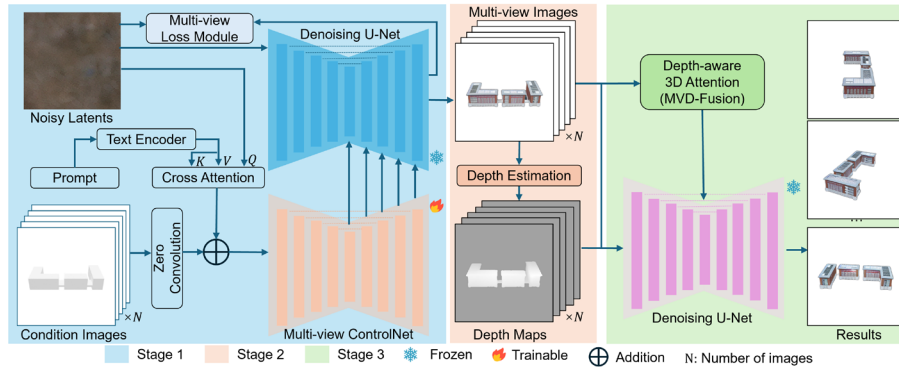 Multi-view
Loss Module
Denoising U-Net
Noisy Latents
Text Encoder
K
V
Q
Prompt
Cross Attention
Zero
Convolution
×N
Condition Images
Multi-view ControlNet
Multi-view Images
×N
Depth Estimation
×N
Depth Maps
Depth-aware
3D Attention
(MVD-Fusion)
Denoising U-Net
...
Results
Stage 1
Stage 2
Stage 3
Frozen
Trainable
Addition
N: Number of images